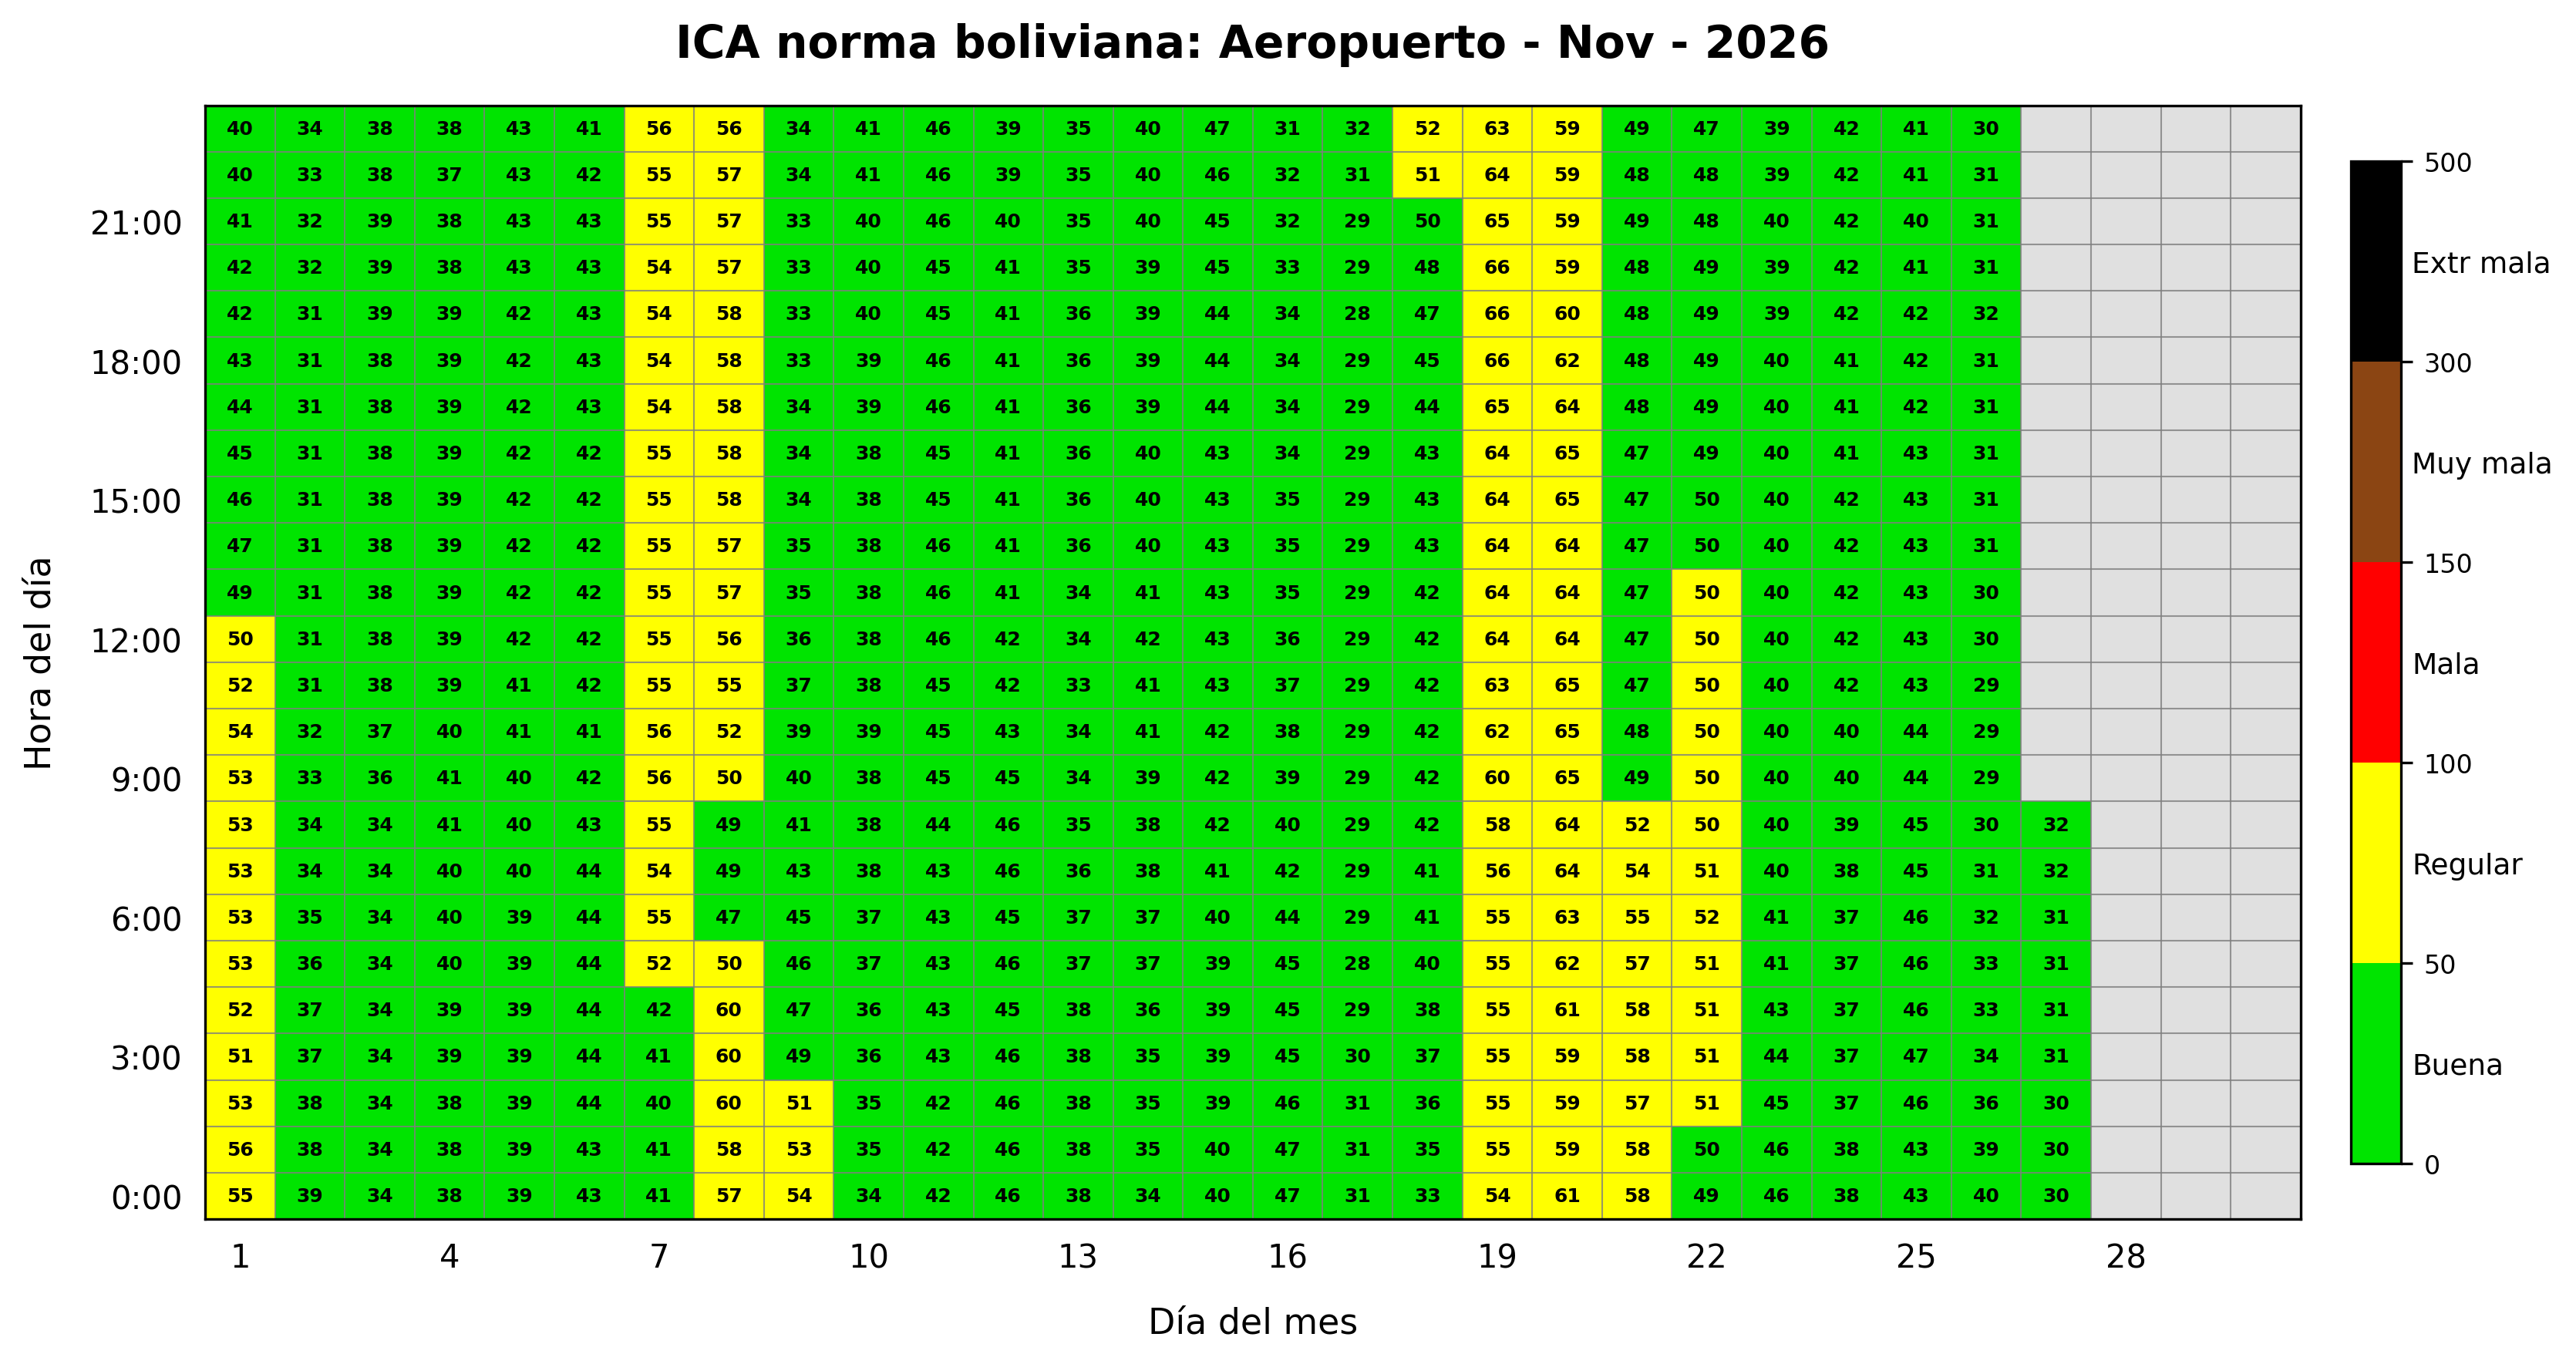 ICA norma boliviana: Aeropuerto - Nov - 2026
40 34 38 38 43 41 56 56 34 41 46 39 35 40 47 31 32 52 63 59 49 47 39 42 41 30
40 33 38 37 43 42 55 57 34 41 46 39 35 40 46 32 31 51 64 59 48 48 39 42 41 31
21:00 41 32 39 38 43 43 55 57 33 40 46 40 35 40 45 32 29 50 65 59 49 48 40 42 40 31
42 32 39 38 43 43 54 57 33 40 45 41 35 39 45 33 29 48 66 59 48 49 39 42 41 31
42 31 39 39 42 43 54 58 33 40 45 41 36 39 44 34 28 47 66 60 48 49 39 42 42 32
18:00 43 31 38 39 42 43 54 58 33 39 46 41 36 39 44 34 29 45 66 62 48 49 40 41 42 31
44 31 38 39 42 43 54 58 34 39 46 41 36 39 44 34 29 44 65 64 48 49 40 41 42 31
45 31 38 39 42 42 55 58 34 38 45 41 36 40 43 34 29 43 64 65 47 49 40 41 43 31
15:00 46 31 38 39 42 42 55 58 34 38 45 41 36 40 43 35 29 43 64 65 47 50 40 42 43 31
47 31 38 39 42 42 55 57 35 38 46 41 36 40 43 35 29 43 64 64 47 50 40 42 43 31
49 31 38 39 42 42 55 57 35 38 46 41 34 41 43 35 29 42 64 64 47 50 40 42 43 30
12:00 50 31 38 39 42 42 55 56 36 38 46 42 34 42 43 36 29 42 64 64 47 50 40 42 43 30
52 31 38 39 41 42 55 55 37 38 45 42 33 41 43 37 29 42 63 65 47 50 40 42 43 29
54 32 37 40 41 41 56 52 39 39 45 43 34 41 42 38 29 42 62 65 48 50 40 40 44 29
9:00 53 33 36 41 40 42 56 50 40 38 45 45 34 39 42 39 29 42 60 65 49 50 40 40 44 29
53 34 34 41 40 43 55 49 41 38 44 46 35 38 42 40 29 42 58 64 52 50 40 39 45 30 32
53 34 34 40 40 44 54 49 43 38 43 46 36 38 41 42 29 41 56 64 54 51 40 38 45 31 32
6:00 53 35 34 40 39 44 55 47 45 37 43 45 37 37 40 44 29 41 55 63 55 52 41 37 46 32 31
53 36 34 40 39 44 52 50 46 37 43 46 37 37 39 45 28 40 55 62 57 51 41 37 46 33 31
52 37 34 39 39 44 42 60 47 36 43 45 38 36 39 45 29 38 55 61 58 51 43 37 46 33 31
3:00 51 37 34 39 39 44 41 60 49 36 43 46 38 35 39 45 30 37 55 59 58 51 44 37 47 34 31
53 38 34 38 39 44 40 60 51 35 42 46 38 35 39 46 31 36 55 59 57 51 45 37 46 36 30
56 38 34 38 39 43 41 58 53 35 42 46 38 35 40 47 31 35 55 59 58 50 46 38 43 39 30
0:00 55 39 34 38 39 43 41 57 54 34 42 46 38 34 40 47 31 33 54 61 58 49 46 38 43 40 30
1 4 7 10 13 16 19 22 25 28
Día del mes
Hora del día
500
Extr mala
300
Muy mala
150
Mala
100
Regular
50
Buena
0